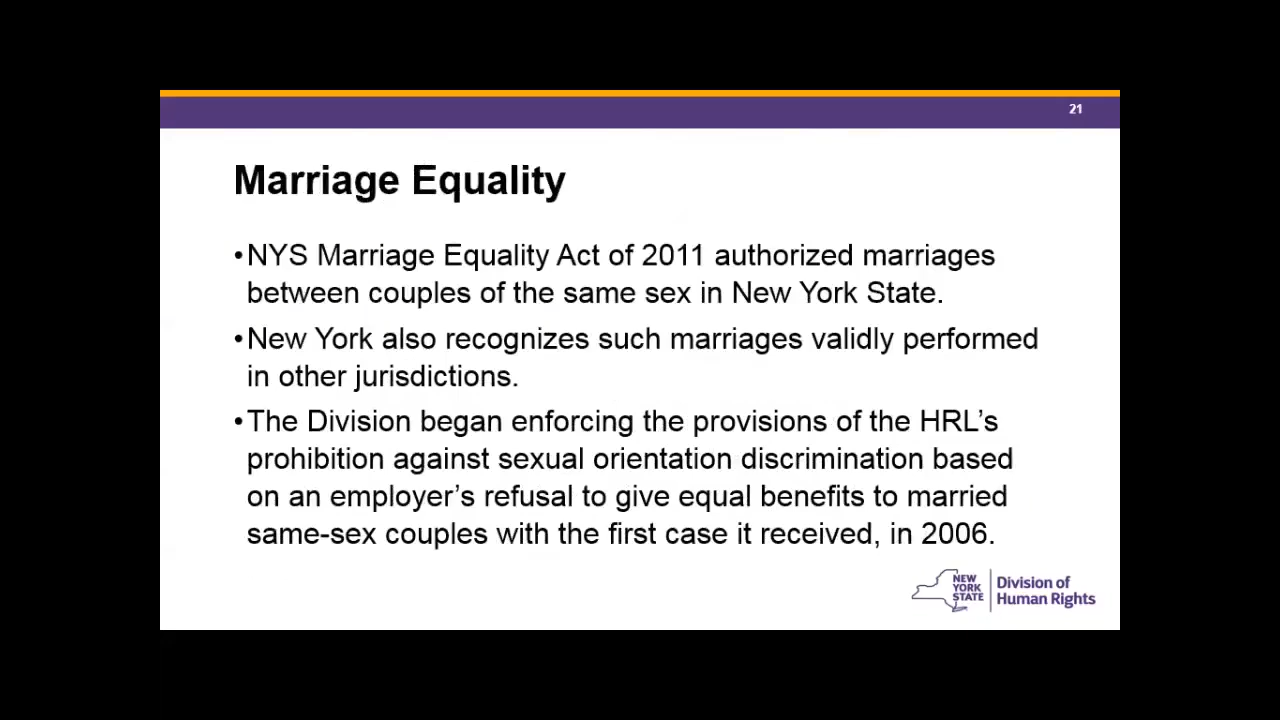 21
Marriage Equality
•NYS Marriage Equality Act of 2011 authorized marriages
between couples of the same sex in New York State.
•New York also recognizes such marriages validly performed
in other jurisdictions.
•The Division began enforcing the provisions of the HRL’s
prohibition against sexual orientation discrimination based
on an employer’s refusal to give equal benefits to married
same-sex couples with the first case it received, in 2006.
NEW
YORK
STATE
Division of
Human Rights